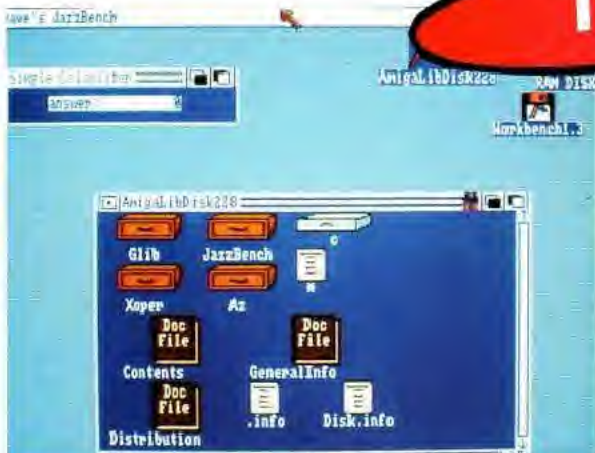 ave's JazzBench
AmigaLibDisk228
RAM DISK
Workbench1.3
answer
AmigaLibDisk228
Glib
JazzBench
C
Xoper
Az
Doc File
Doc File
Contents
GeneralInfo
Doc File
.info
Disk.info
Distribution